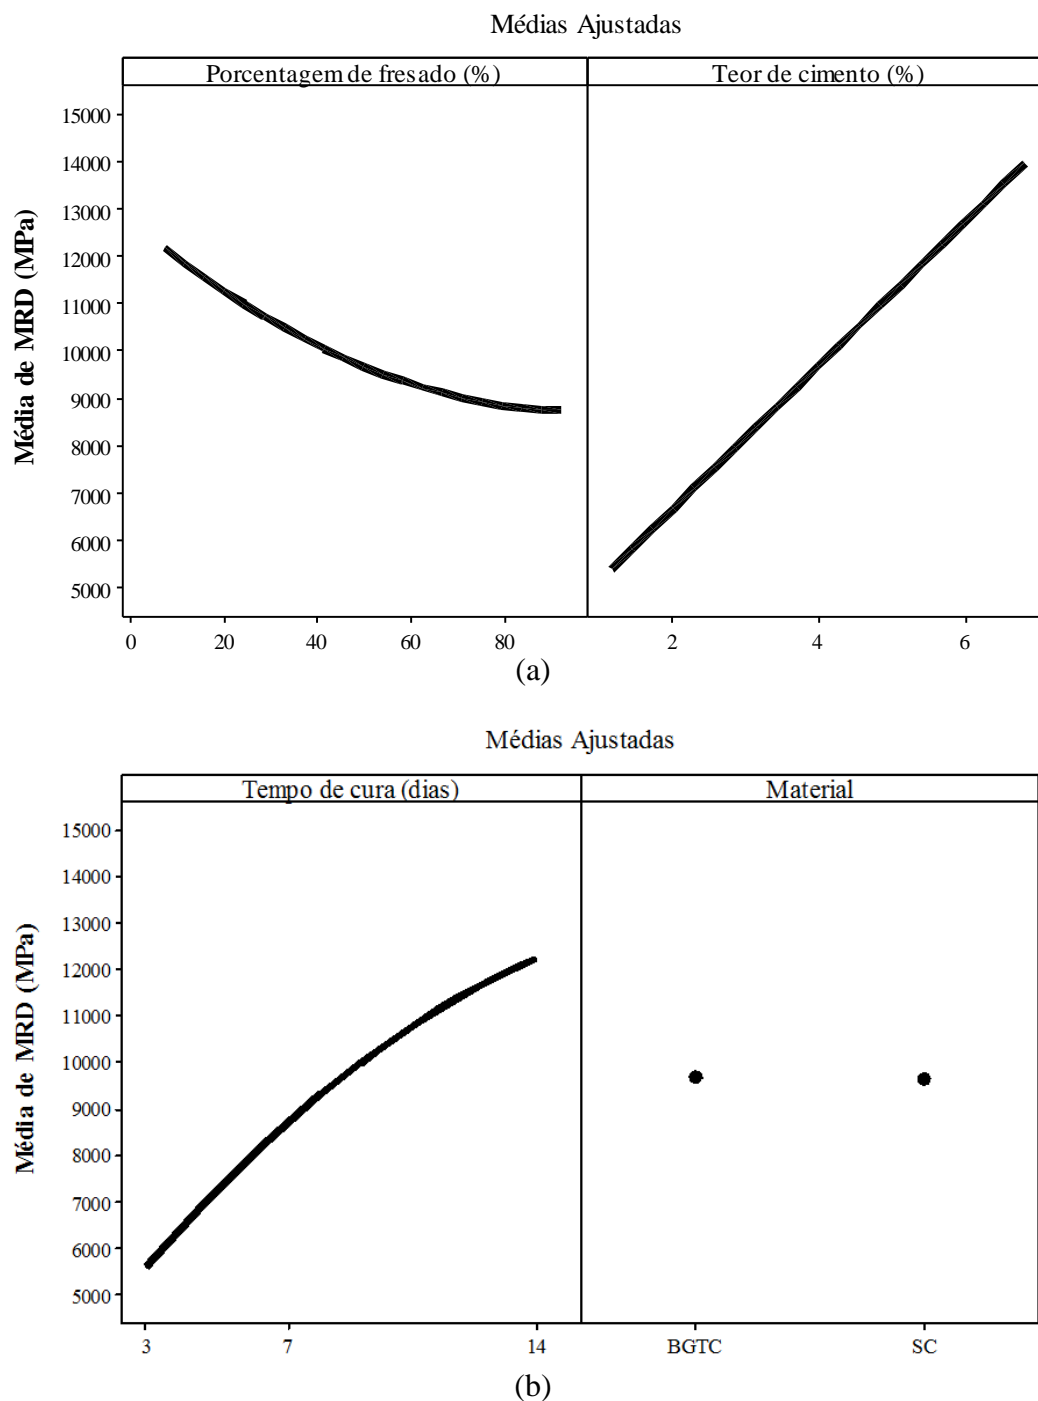 Médias Ajustadas
Porcentagem de fresado (%) Teor de cimento (%)
Média de MRD (MPa)
15000
14000
13000
12000
11000
10000
9000
8000
7000
6000
5000
0 20 40 60 80 2 4 6
(a)
Médias Ajustadas
Tempo de cura (dias) Material
Média de MRD (MPa)
15000
14000
13000
12000
11000
10000
9000
8000
7000
6000
5000
3 7 14 BGTC SC
(b)